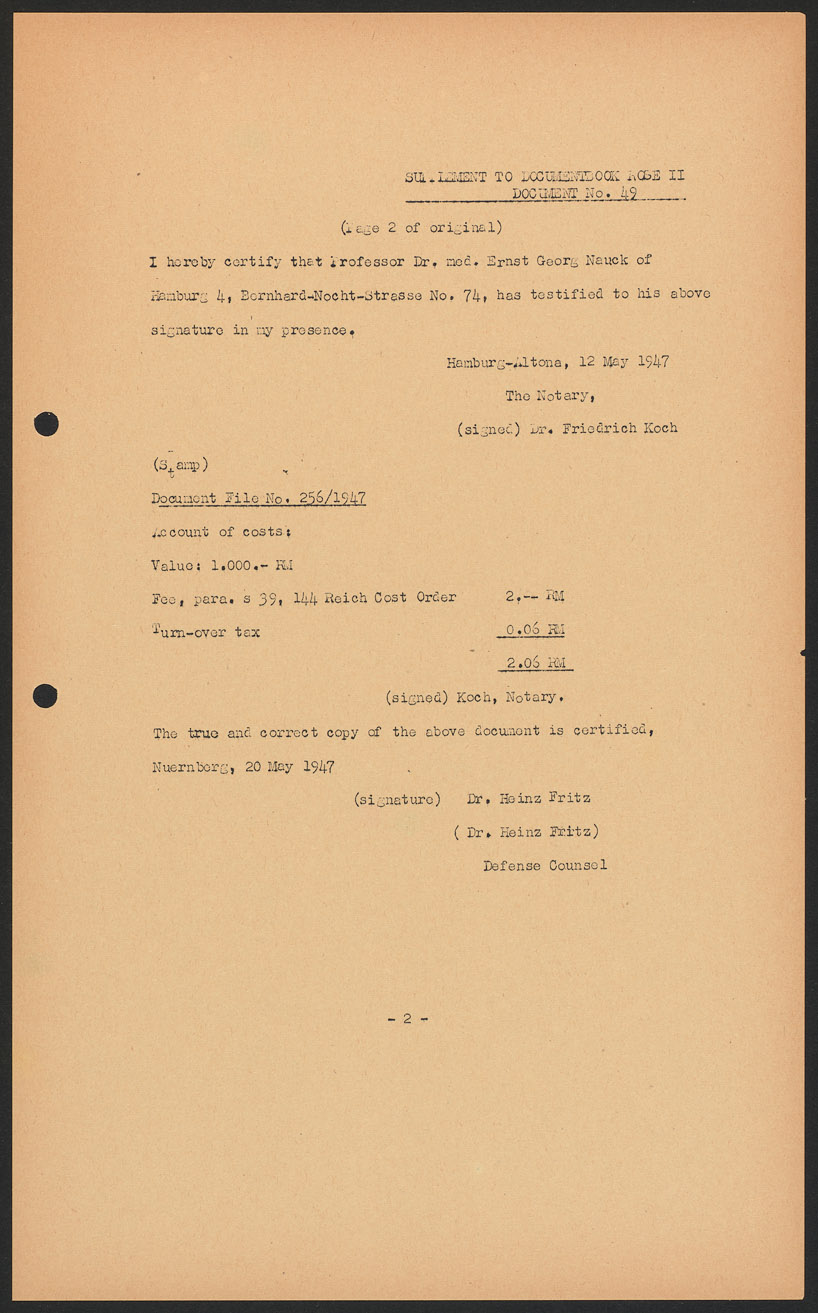 SUPPLEMENT TO DOCUMENTBOOK ROSE II
DOCUMENT No. 49
(Page 2 of original)
I hereby certify that Professor Dr. med. Ernst Georg Nauck of
Hamburg 4, Bernhard-Nocht-Strasse No. 74, has testified to his above
signature in my presence.
Hamburg-Altona, 12 May 1947
The Notary,
(signed) Dr. Friedrich Koch
(Stamp)
Document File No. 256/1947
Account of costs:
Value: 1.000.- RM
Fee, para. s 39, 144 Reich Cost Order 2,-- RM
Turn-over tax 0.06 RM
2.06 RM
(signed) Koch, Notary.
The true and correct copy of the above document is certified,
Nuernberg, 20 May 1947
(signature) Dr. Heinz Fritz
( Dr. Heinz Fritz)
Defense Counsel
- 2 -